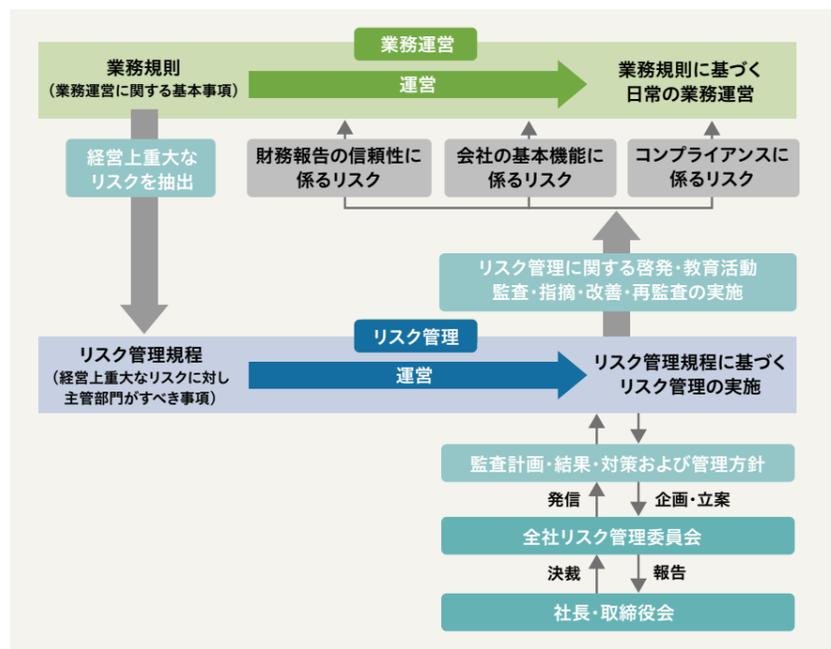 業務運営
業務規則
（業務運営に関する基本事項）
運営
業務規則に基づく
日常の業務運営
経営上重大な
リスクを抽出
財務報告の信頼性に
係るリスク
会社の基本機能に
係るリスク
コンプライアンスに
係るリスク
リスク管理に関する啓発・教育活動
監査・指摘・改善・再監査の実施
リスク管理
リスク管理規程
（経営上重大なリスクに対し
主管部門がすべき事項）
運営
リスク管理規程に基づく
リスク管理の実施
監査計画・結果・対策および管理方針
発信
企画・立案
全社リスク管理委員会
決裁
報告
社長・取締役会